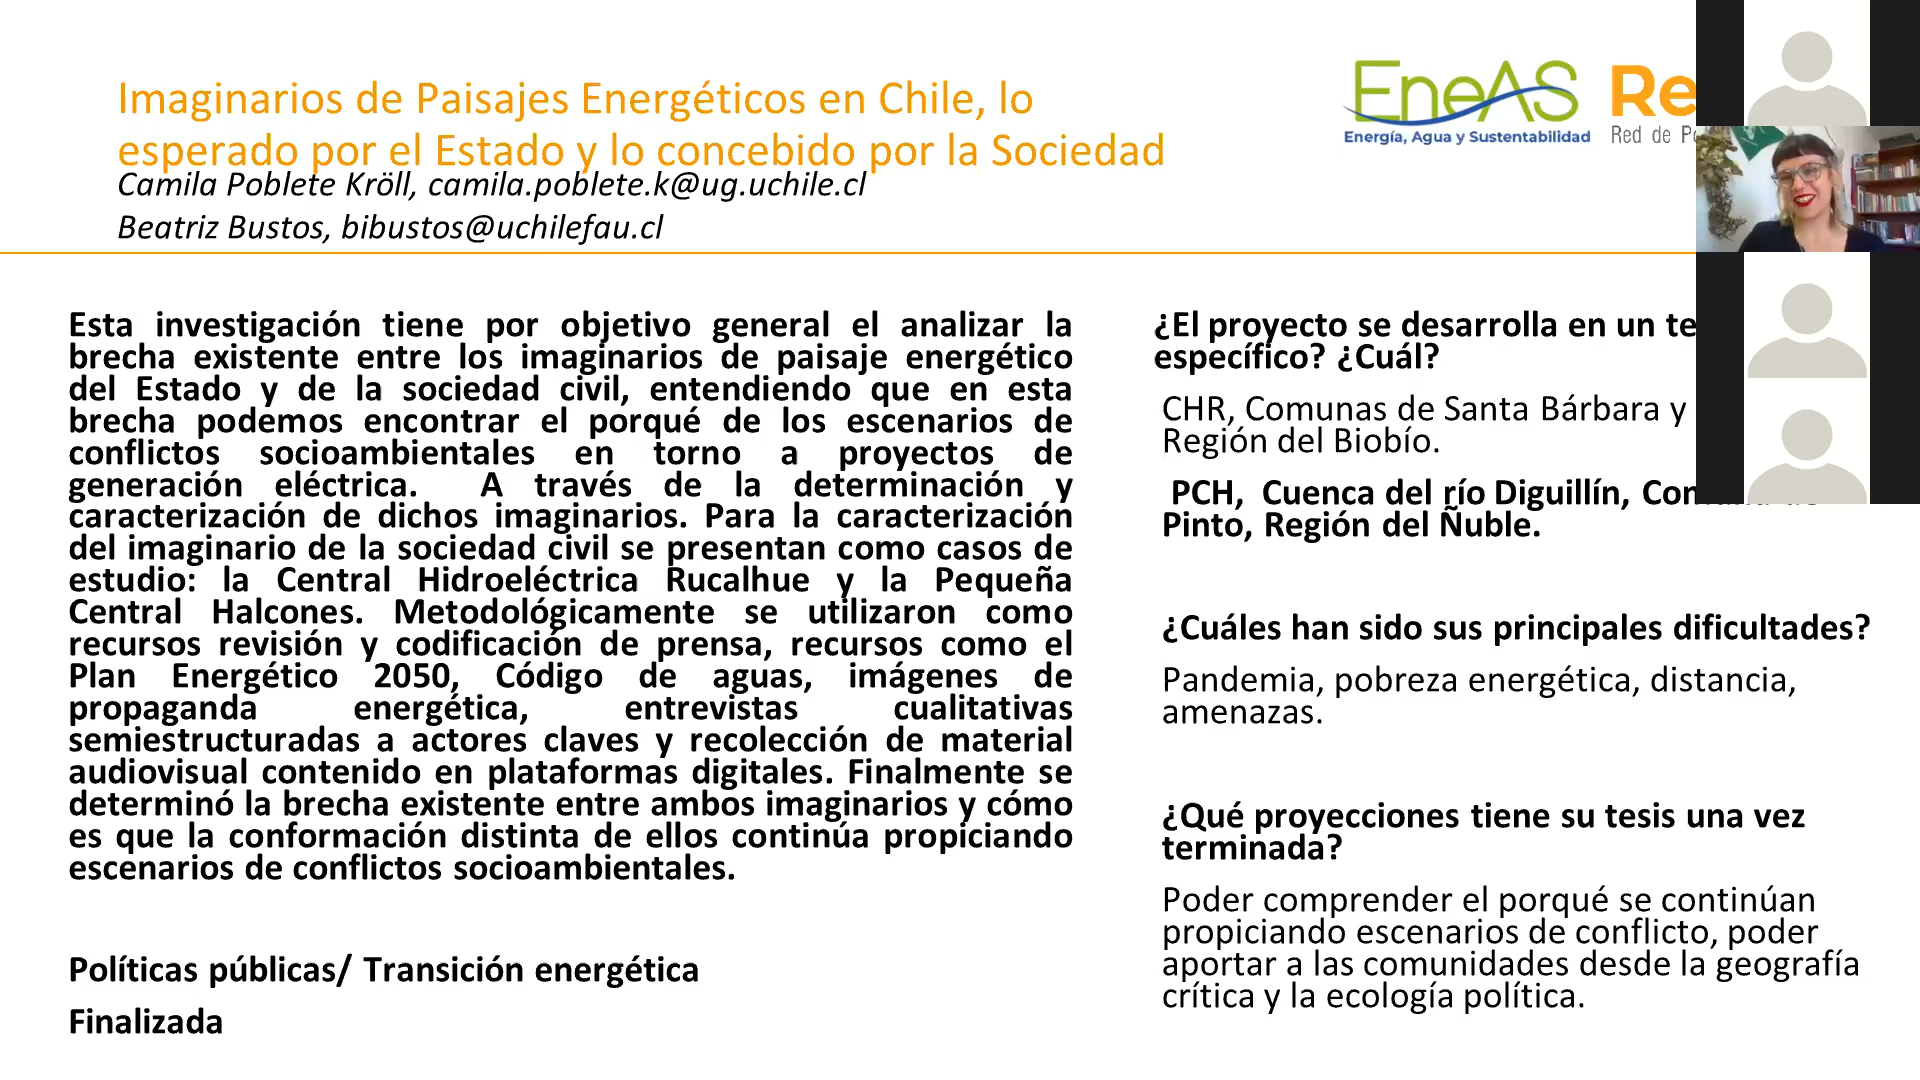 Imaginarios de Paisajes Energéticos en Chile, lo
esperado por el Estado y lo concebido por la Sociedad
Camila Poblete Kröll, camila.poblete.k@ug.uchile.cl
Beatriz Bustos, bibustos@uchilefau.cl
EneAS
Energía, Agua y Sustentabilidad
Re
Red de
Esta investigación tiene por objetivo general el analizar la
brecha existente entre los imaginarios de paisaje energético
del Estado y de la sociedad civil, entendiendo que en esta
brecha podemos encontrar el porqué de los escenarios de
conflictos socioambientales en torno a proyectos de
generación eléctrica. A través de la determinación y
caracterización de dichos imaginarios. Para la caracterización
del imaginario de la sociedad civil se presentan como casos de
estudio: la Central Hidroeléctrica Rucalhue y la Pequeña
Central Halcones. Metodológicamente se utilizaron como
recursos revisión y codificación de prensa, recursos como el
Plan Energético 2050, Código de aguas, imágenes de
propaganda energética, entrevistas cualitativas
semiestructuradas a actores claves y recolección de material
audiovisual contenido en plataformas digitales. Finalmente se
determinó la brecha existente entre ambos imaginarios y cómo
es que la conformación distinta de ellos continúa propiciando
escenarios de conflictos socioambientales.
Políticas públicas/ Transición energética
Finalizada
¿El proyecto se desarrolla en un te
específico? ¿Cuál?
CHR, Comunas de Santa Bárbara y
Región del Biobío.
PCH, Cuenca del río Diguillín,
Pinto, Región del Ñuble.
¿Cuáles han sido sus principales dificultades?
Pandemia, pobreza energética, distancia,
amenazas.
¿Qué proyecciones tiene su tesis una vez
terminada?
Poder comprender el porqué se continúan
propiciando escenarios de conflicto, poder
aportar a las comunidades desde la geografía
crítica y la ecología política.